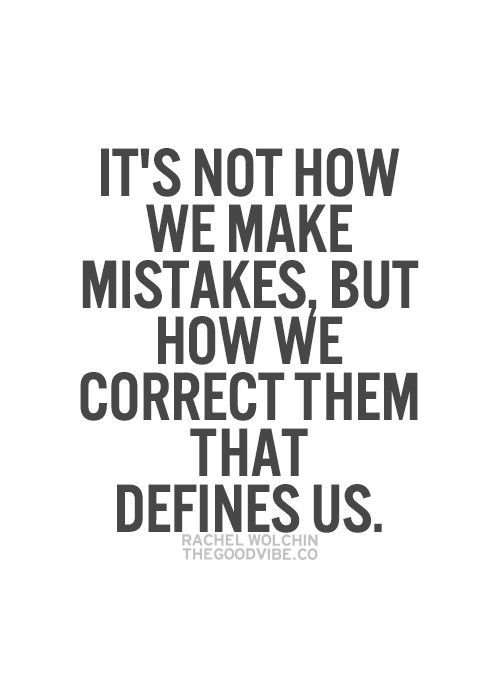 IT'S NOT HOW
WE MAKE
MISTAKES, BUT
HOW WE
CORRECT THEM
THAT
DEFINES US.
RACHEL WOLCHIN
THEGOODVIBE.CO